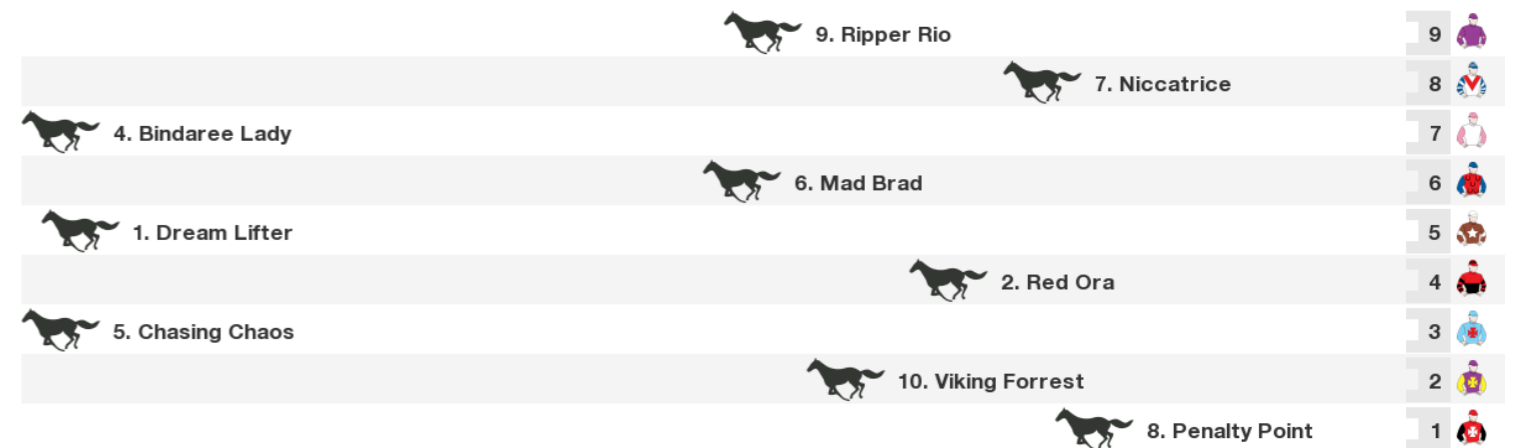 9. Ripper Rio 9
7. Niccatrice 8
4. Bindaree Lady 7
6. Mad Brad 6
1. Dream Lifter 5
2. Red Ora 4
5. Chasing Chaos 3
10. Viking Forrest 2
8. Penalty Point 1